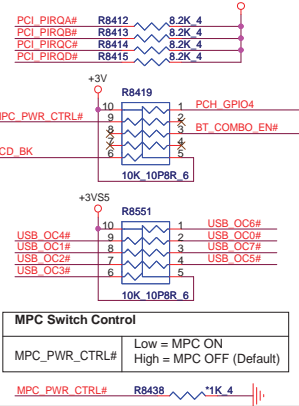 PCI_PIRQA# R8412 8.2K_4
PCI_PIRQB# R8413 8.2K_4
PCI_PIRQC# R8414 8.2K_4
PCI_PIRQD# R8415 8.2K_4
+3V
R8419
10 1 PCH_GPIO4
MPC_PWR_CTRL# 9 2
8 3 BT_COMBO_EN#
7 4
CD_BK 6 5
10K_10P8R_6
+3VS5
R8551
10 1 USB_OC6#
USB_OC4# 9 2 USB_OC0#
USB_OC1# 8 3 USB_OC7#
USB_OC2# 7 4 USB_OC5#
USB_OC3# 6 5
10K_10P8R_6
MPC Switch Control
MPC_PWR_CTRL# Low = MPC ON
High = MPC OFF (Default)
MPC_PWR_CTRL# R8438 *1K_4